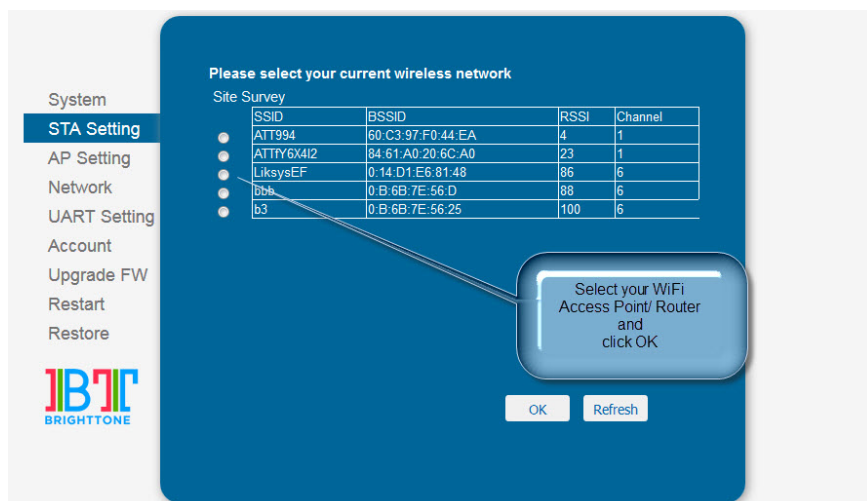 Please select your current wireless network
Site Survey
SSID BSSID RSSI Channel
ATT994 60:C3:97:F0:44:EA 4 1
ATTfY6X4I2 84:61:A0:20:6C:A0 23 1
LiksysEF 0:14:D1:E6:81:48 86 6
bbb 0:B:6B:7E:56:D 88 6
b3 0:B:6B:7E:56:25 100 6
System
STA Setting
AP Setting
Network
UART Setting
Account
Upgrade FW
Restart
Restore
BRIGHTTONE
Select your WiFi
Access Point/ Router
and
click OK
OK Refresh